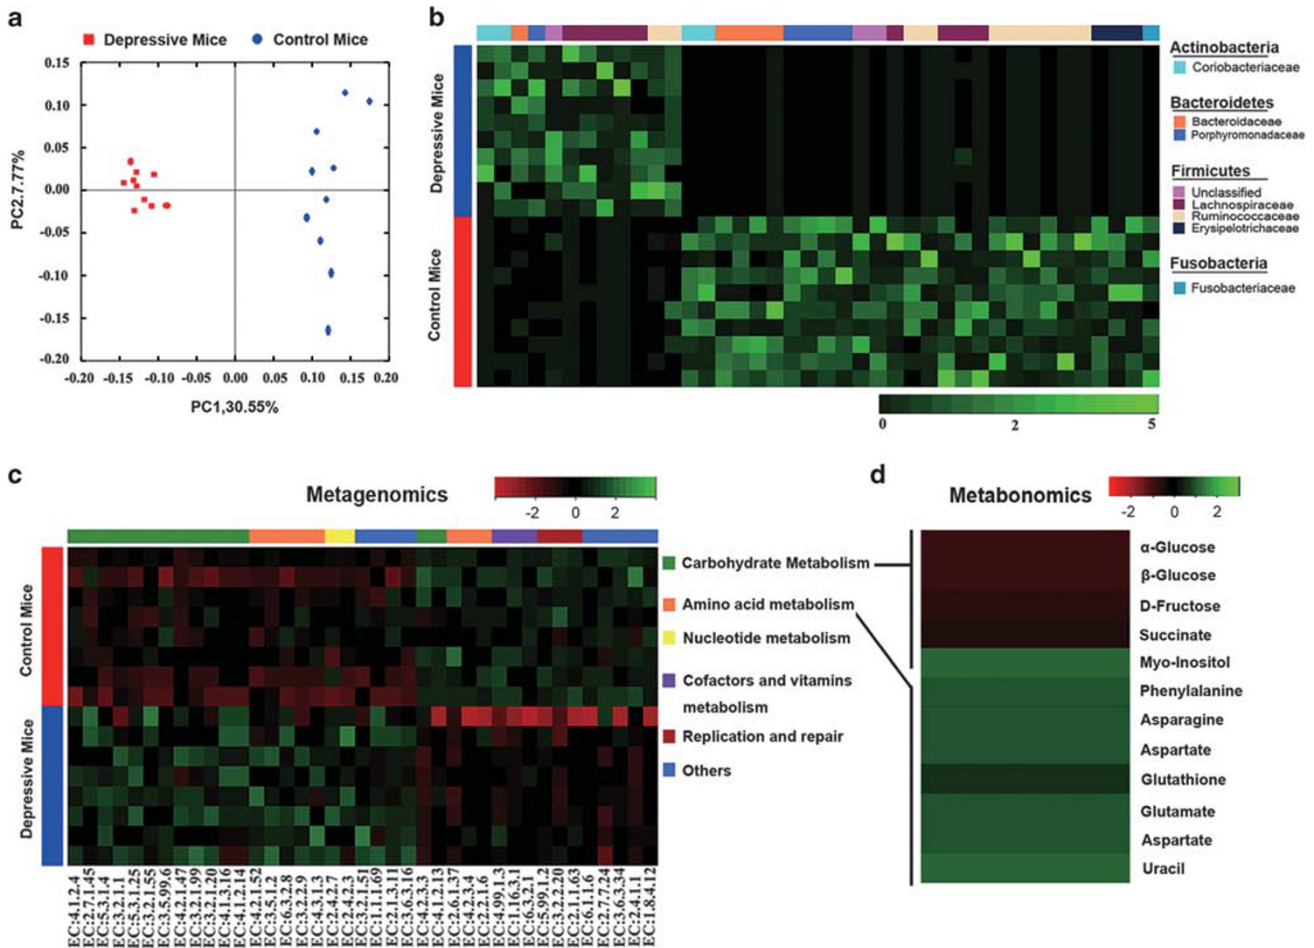 a
Depressive Mice Control Mice
0.15
0.10
0.05
0.00
-0.05
-0.10
-0.15
-0.20
PC2.7.77%
-0.20 -0.15 -0.10 -0.05 0.00 0.10 0.10 0.15 0.20
PC1,30.55%
b
Depressive Mice
Control Mice
0 2 5
Actinobacteria
Coriobacteriaceae
Bacteroidetes
Bacteroidaceae
Porphyromonadaceae
Firmicutes
Unclassified
Lachnospiraceae
Ruminococcaceae
Erysipelotrichaceae
Fusobacteria
Fusobacteriaceae
c
Metagenomics
-2 0 2
Control Mice
Depressive Mice
Carbohydrate Metabolism
Amino acid metabolism
Nucleotide metabolism
Cofactors and vitamins
metabolism
Replication and repair
Others
EC:4.1.2.4
EC:2.7.1.45
EC:5.3.1.4
EC:3.2.1.1
EC:5.3.1.25
EC:3.2.1.55
EC:3.5.99.6
EC:4.2.1.47
EC:3.2.1.99
EC:3.2.1.20
EC:4.1.3.16
EC:4.1.2.14
EC:4.2.1.52
EC:3.5.1.2
EC:6.3.2.8
EC:3.2.2.9
EC:4.3.1.3
EC:2.4.2.7
EC:2.4.2.3
EC:3.2.1.51
EC:1.1.1.69
EC:2.1.3.11
EC:3.6.3.16
EC:4.2.3.3
EC:4.1.2.13
EC:2.6.1.37
EC:4.2.3.4
EC:2.2.1.6
EC:4.99.1.3
EC:1.16.3.1
EC:6.3.2.1
EC:5.99.1.2
EC:3.2.2.20
EC:2.1.1.63
EC:6.1.1.6
EC:2.7.7.24
EC:3.6.3.34
EC:2.4.1.1
EC:1.8.4.12
d
Metabonomics
-2 0 2
α-Glucose
β-Glucose
D-Fructose
Succinate
Myo-Inositol
Phenylalanine
Asparagine
Aspartate
Glutathione
Glutamate
Aspartate
Uracil